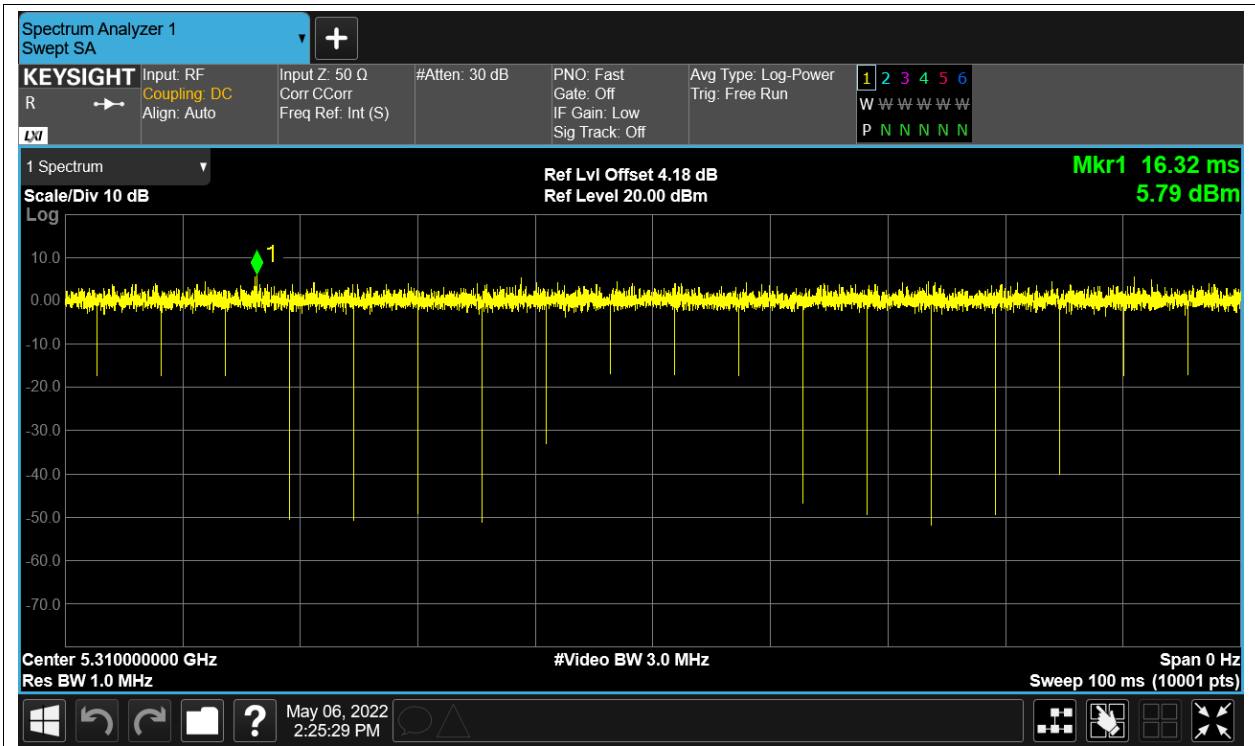 Spectrum Analyzer 1
Swept SA
+
KEYSIGHT
R
LXI
Input: RF
Coupling: DC
Align: Auto
Input Z: 50 Ω
Corr CCorr
Freq Ref: Int (S)
#Atten: 30 dB
PNO: Fast
Gate: Off
IF Gain: Low
Sig Track: Off
Avg Type: Log-Power
Trig: Free Run
1 2 3 4 5 6
W W W W W W
P N N N N N
1 Spectrum
Scale/Div 10 dB
Ref Lvl Offset 4.18 dB
Ref Level 20.00 dBm
Mkr1 16.32 ms
5.79 dBm
Log
1
10.0
0.00
-10.0
-20.0
-30.0
-40.0
-50.0
-60.0
-70.0
Center 5.310000000 GHz
Res BW 1.0 MHz
#Video BW 3.0 MHz
Span 0 Hz
Sweep 100 ms (10001 pts)
?
May 06, 2022
2:25:29 PM